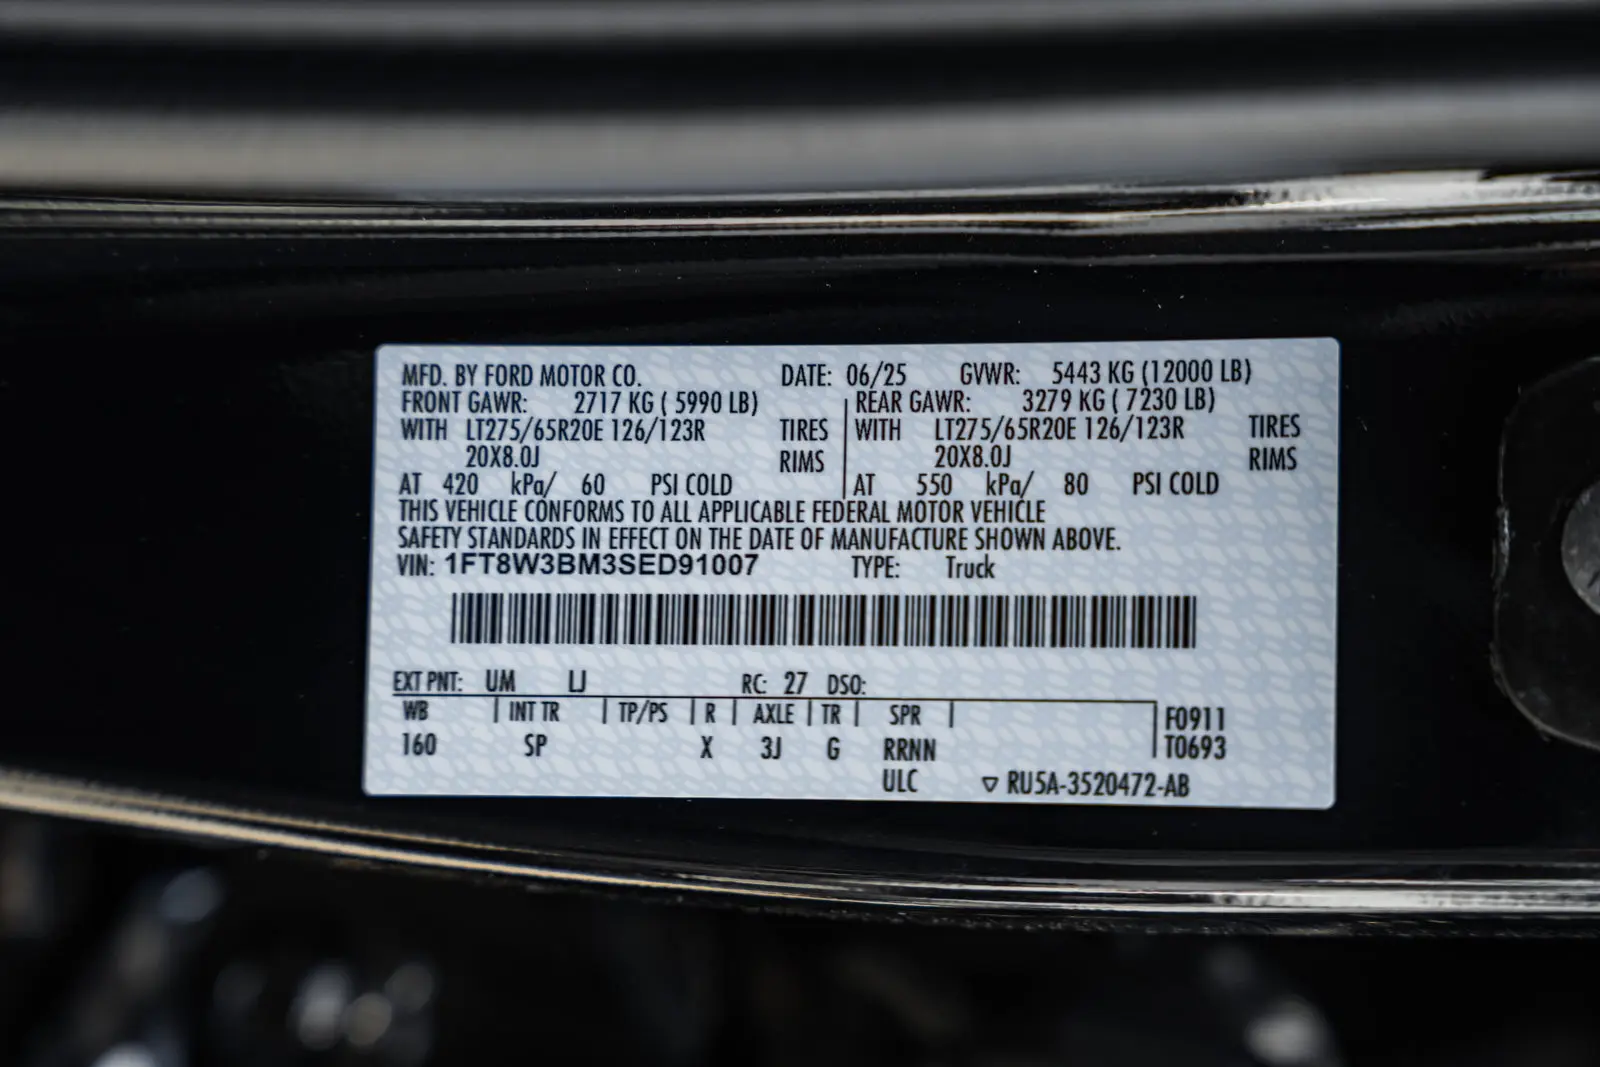 MFD. BY FORD MOTOR CO. DATE: 06/25 GVWR: 5443 KG (12000 LB)
FRONT GAWR: 2717 KG ( 5990 LB) REAR GAWR: 3279 KG ( 7230 LB)
WITH LT275/65R20E 126/123R TIRES WITH LT275/65R20E 126/123R TIRES
20X8.0J RIMS 20X8.0J RIMS
AT 420 kPa/ 60 PSI COLD AT 550 kPa/ 80 PSI COLD
THIS VEHICLE CONFORMS TO ALL APPLICABLE FEDERAL MOTOR VEHICLE
SAFETY STANDARDS IN EFFECT ON THE DATE OF MANUFACTURE SHOWN ABOVE.
VIN: 1FT8W3BM3SED91007 TYPE: Truck
EXT PNT: UM LJ RC: 27 DSO:
WB | INT TR | TP/PS | R | AXLE | TR | SPR | F0911
160 SP X 3J G RRNN T0693
ULC ▽ RU5A-3520472-AB